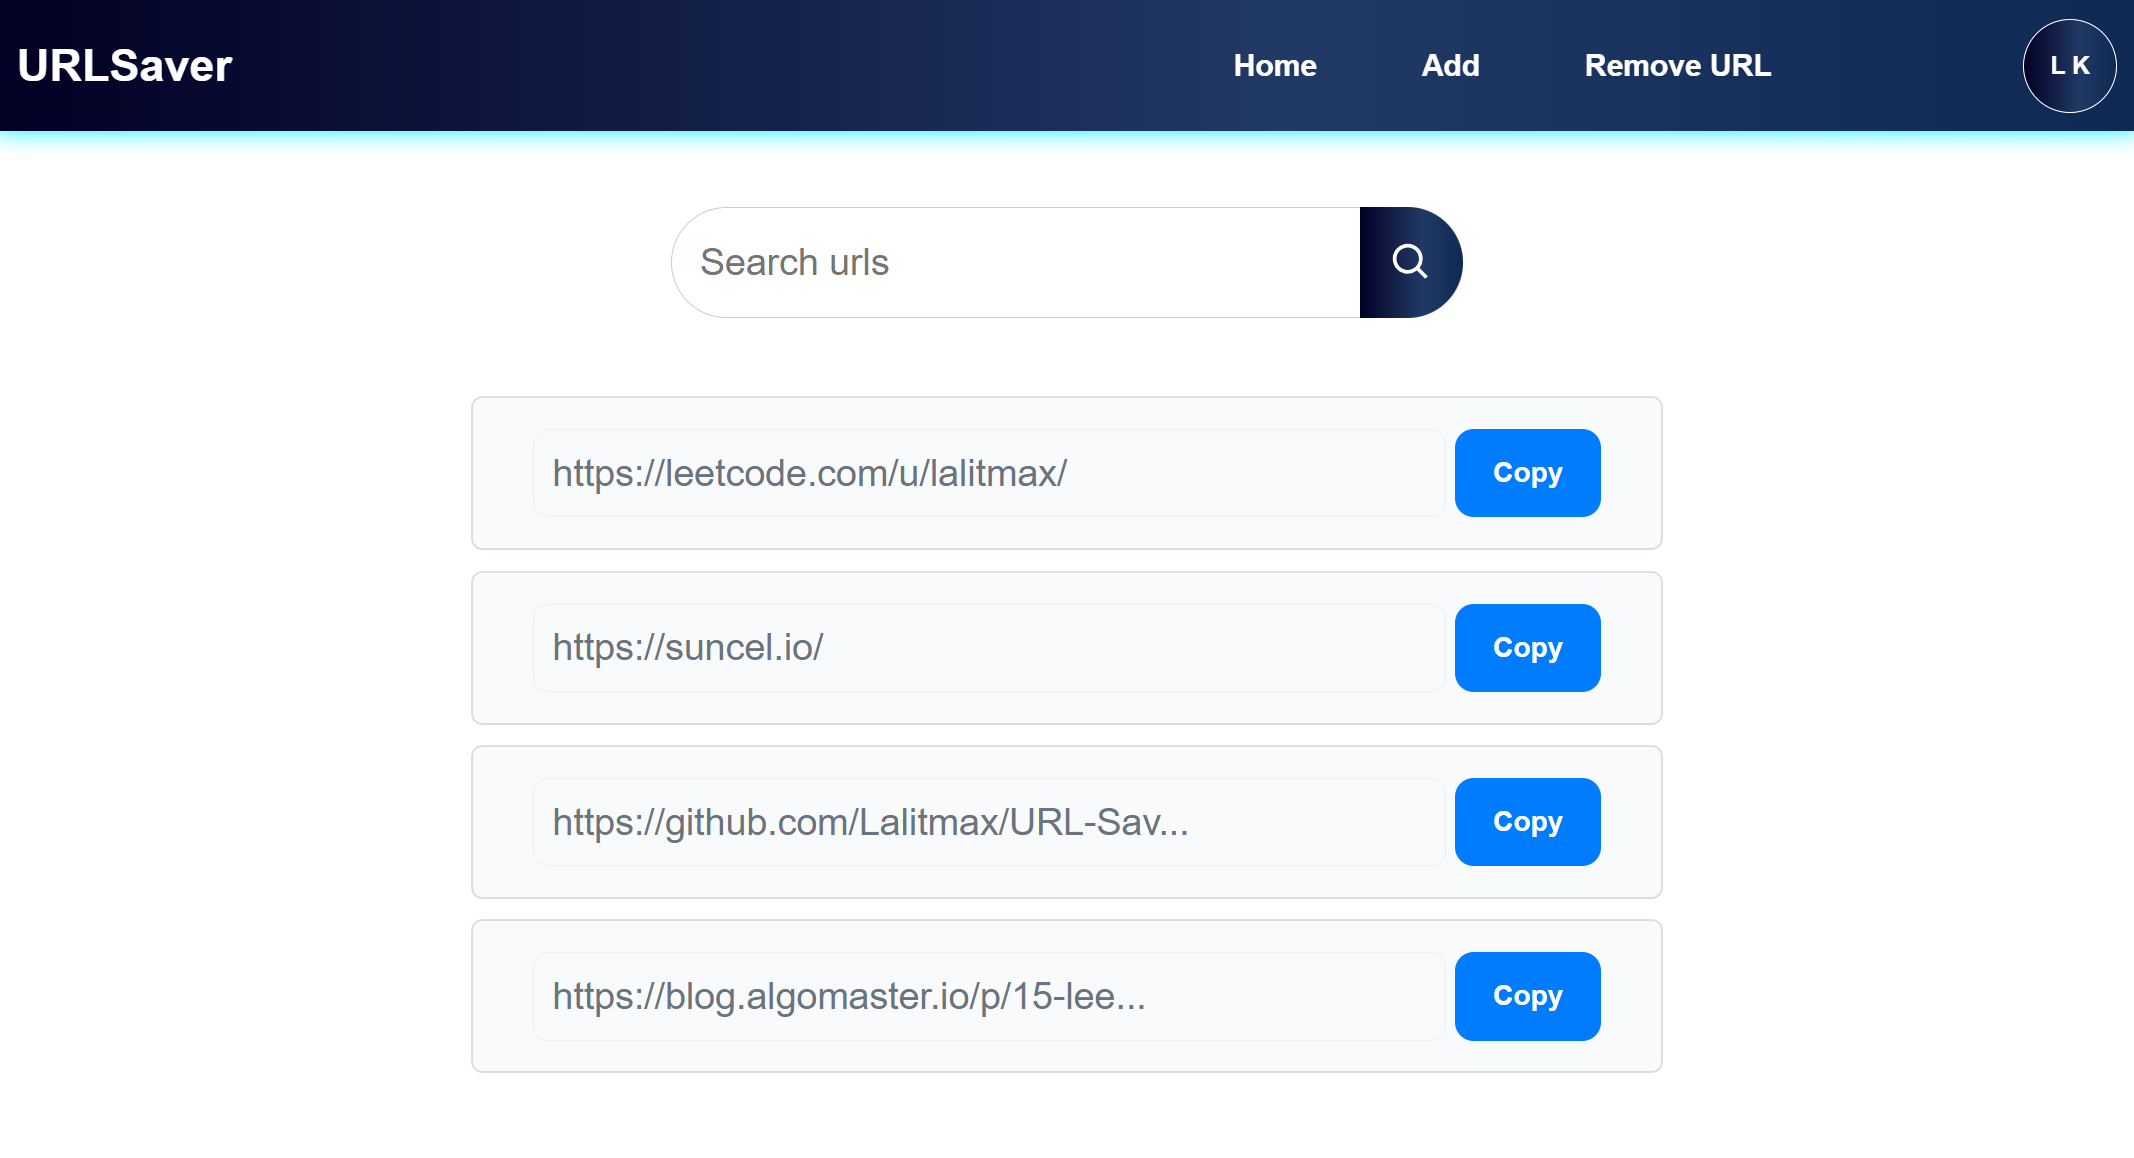 URLSaver Home Add Remove URL L K
Search urls
https://leetcode.com/u/lalitmax/ Copy
https://suncel.io/ Copy
https://github.com/Lalitmax/URL-Sav... Copy
https://blog.algomaster.io/p/15-lee... Copy